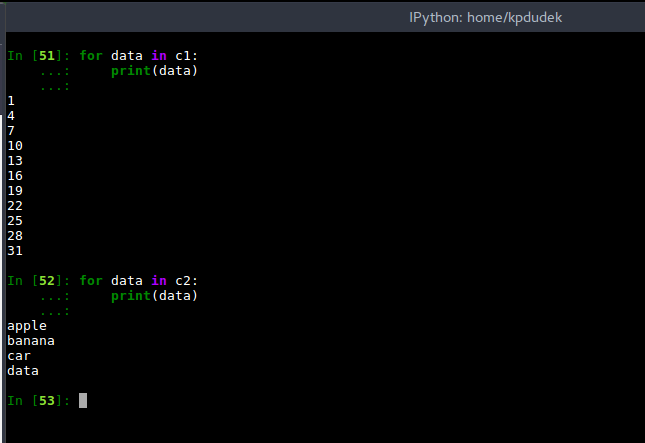 IPython: home/kpdudek
In [51]: for data in c1:
    ...:     print(data)
    ...:
1
4
7
10
13
16
19
22
25
28
31
In [52]: for data in c2:
    ...:     print(data)
    ...:
apple
banana
car
data
In [53]: